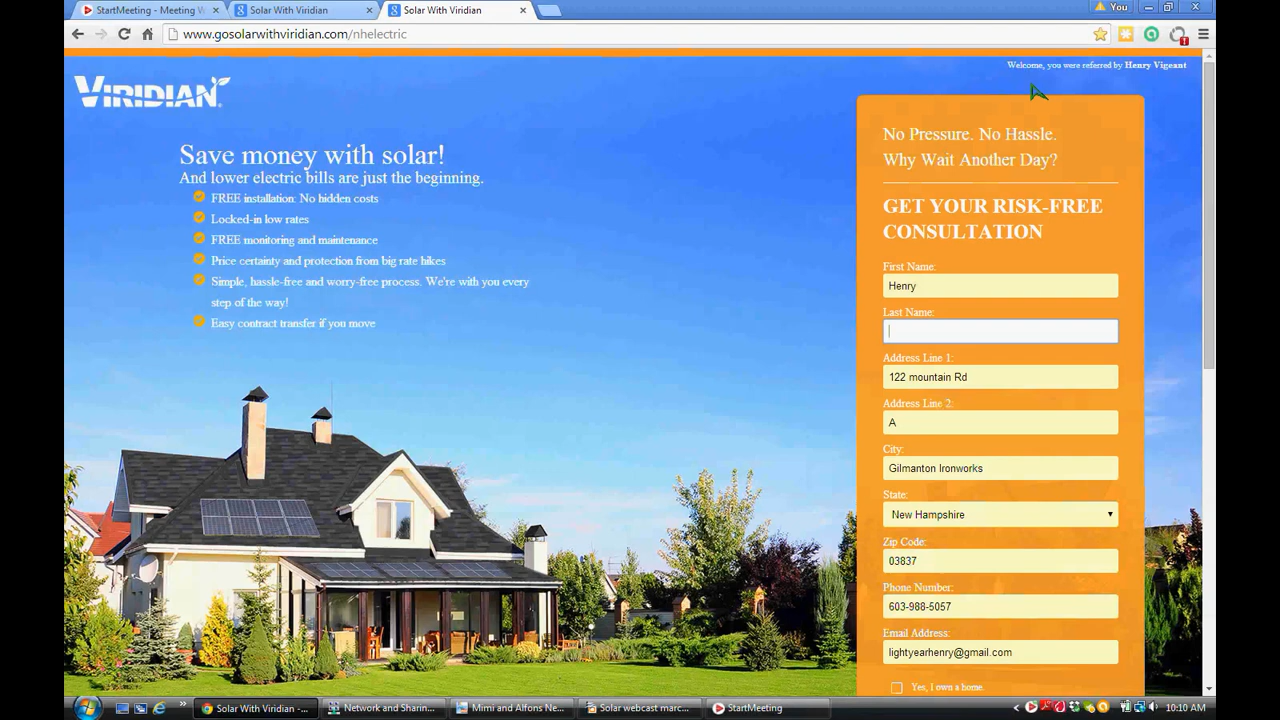 StartMeeting - Meeting W
Solar With Viridian
Solar With Viridian
You
www.gosolarwithviridian.com/nhelectric
Welcome, you were referred by Henry Vigeant
VIRIDIAN
Save money with solar!
And lower electric bills are just the beginning.
FREE installation: No hidden costs
Locked-in low rates
FREE monitoring and maintenance
Price certainty and protection from big rate hikes
Simple, hassle-free and worry-free process. We're with you every
step of the way!
Easy contract transfer if you move
No Pressure. No Hassle.
Why Wait Another Day?
GET YOUR RISK-FREE
CONSULTATION
First Name:
Henry
Last Name:
Address Line 1:
122 mountain Rd
Address Line 2:
A
City:
Gilmanton Ironworks
State:
New Hampshire
Zip Code:
03837
Phone Number:
603-988-5057
Email Address:
lightyearhenry@gmail.com
Yes, I own a home.
Solar With Viridian -...
Network and Sharin...
Mimi and Alfons Ne...
Solar webcast marc...
StartMeeting
10:10 AM